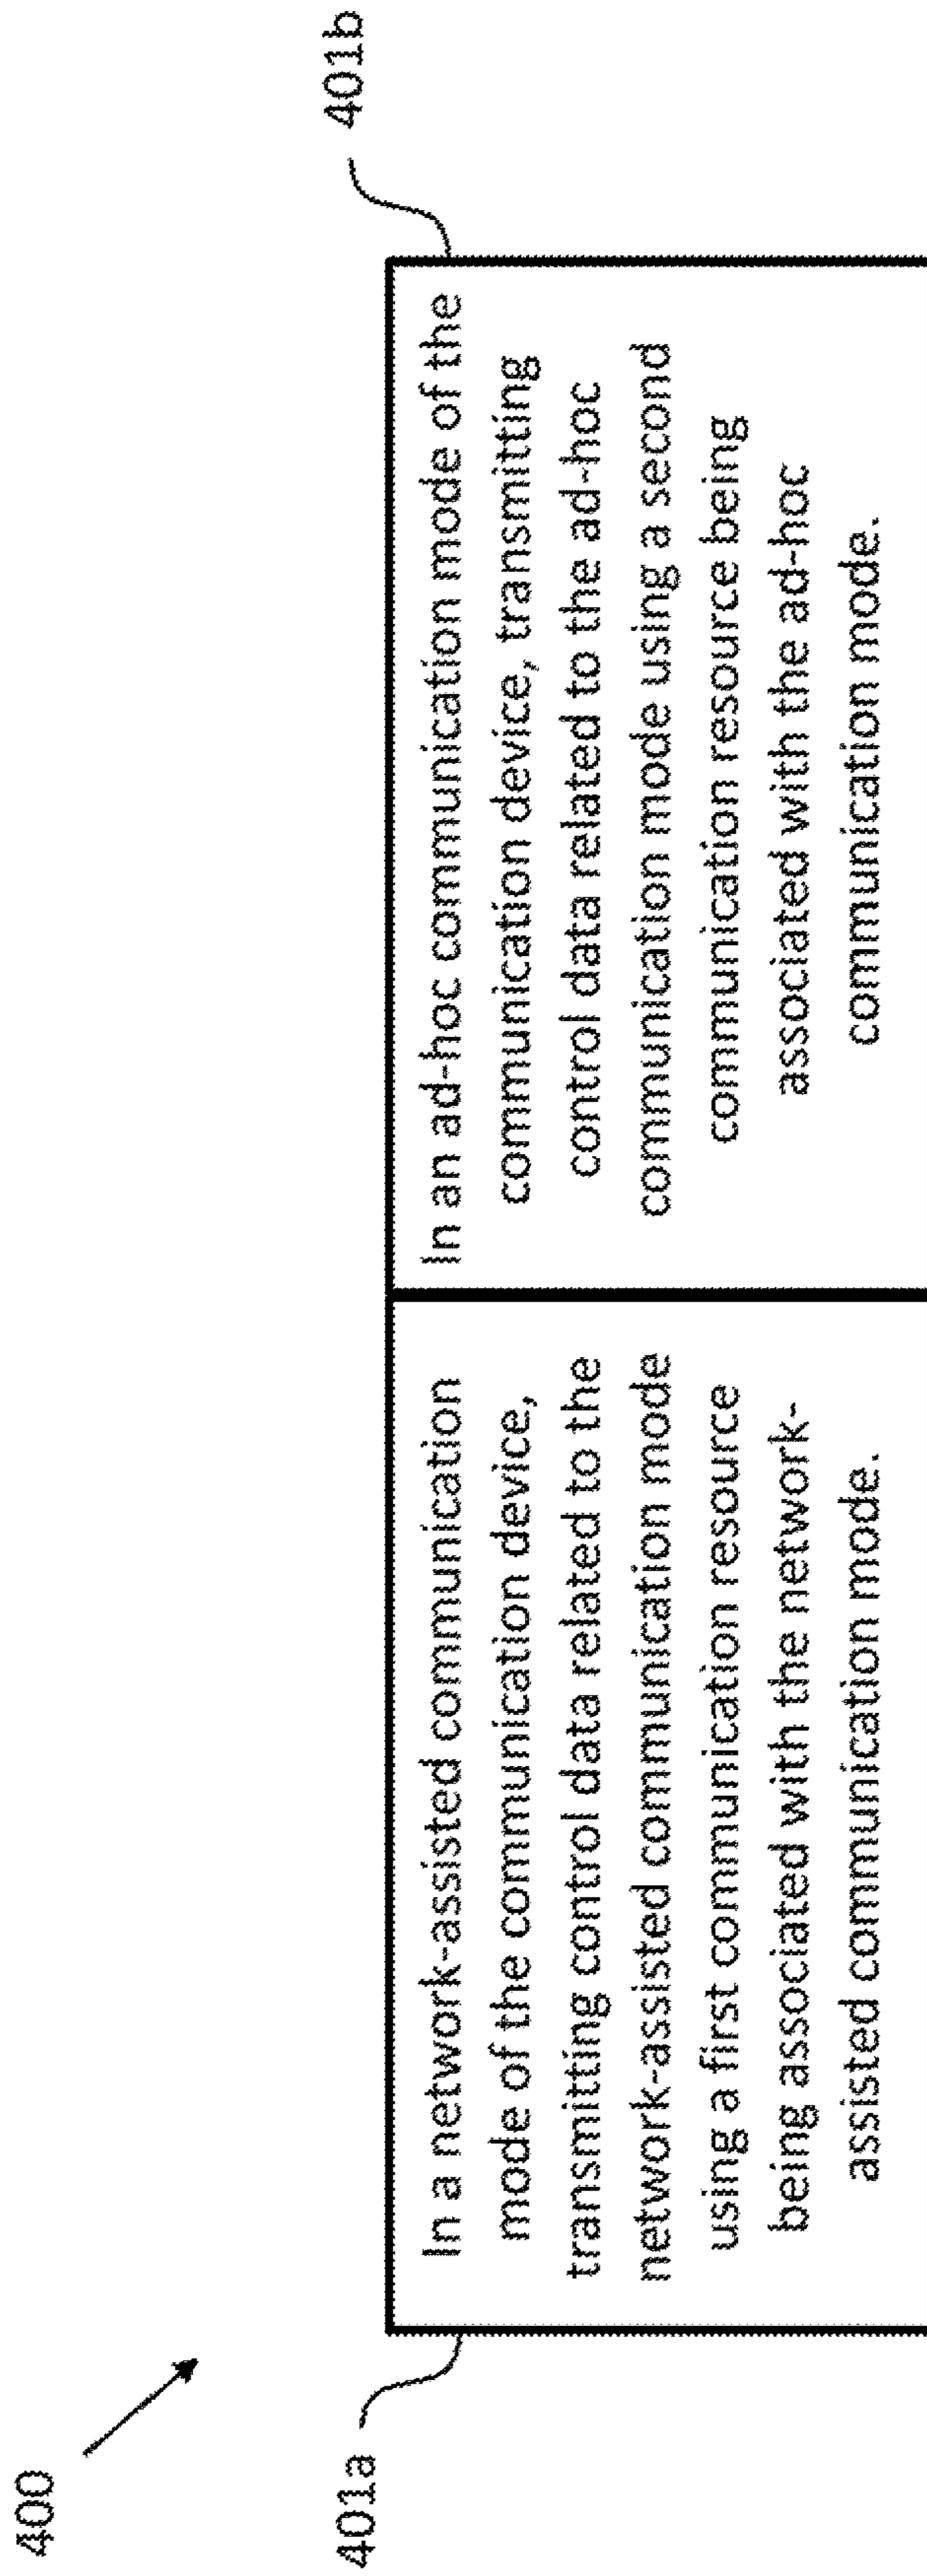 400
401a
In a network-assisted communication
mode of the communication device,
transmitting control data related to the
network-assisted communication mode
using a first communication resource
being associated with the network-
assisted communication mode.
401b
In an ad-hoc communication mode of the
communication device, transmitting
control data related to the ad-hoc
communication mode using a second
communication resource being
associated with the ad-hoc
communication mode.